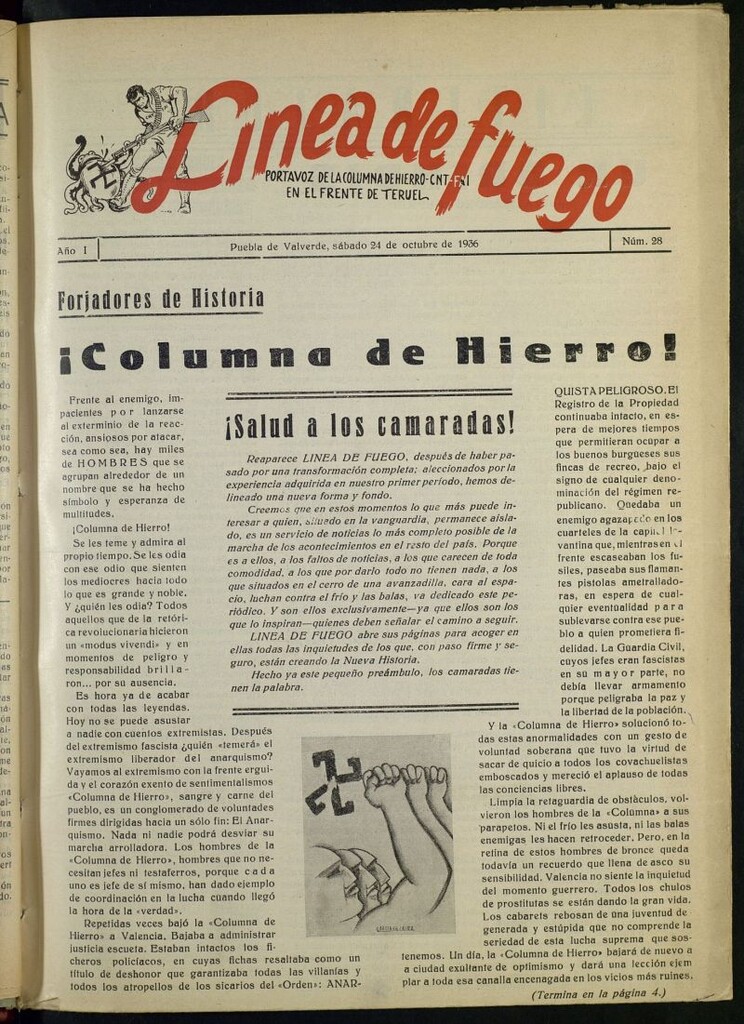 Línea de fuego
PORTAVOZ DE LA COLUMNA DE HIERRO-CNT-FAI
EN EL FRENTE DE TERUEL
Año I
Puebla de Valverde, sábado 24 de octubre de 1936
Núm. 28
Forjadores de Historia
¡Columna de Hierro!
Frente al enemigo, im-
pacientes por lanzarse
al exterminio de la reac-
ción, ansiosos por atacar,
sea como sea, hay miles
de HOMBRES que se
agrupan alrededor de un
nombre que se ha hecho
símbolo y esperanza de
multitudes.
¡Columna de Hierro!
Se les teme y admira al
propio tiempo. Se les odia
con ese odio que sienten
los mediocres hacia todo
lo que es grande y noble.
Y ¿quién les odia? Todos
aquellos que de la retóri-
ca revolucionaria hicieron
un «modus vivendi» y en
momentos de peligro y
responsabilidad brilla-
ron... por su ausencia.
Es hora ya de acabar
con todas las leyendas.
Hoy no se puede asustar
a nadie con cuentos extremistas. Después
del extremismo fascista ¿quién «temerá» el
extremismo liberador del anarquismo?
Vayamos al extremismo con la frente ergui-
da y el corazón exento de sentimentalismos
«Columna de Hierro», sangre y carne del
pueblo, es un conglomerado de voluntades
firmes dirigidas hacia un sólo fin: El Anar-
quismo. Nada ni nadie podrá desviar su
marcha arrolladora. Los hombres de la
«Columna de Hierro», hombres que no ne-
cesitan jefes ni testaferros, porque cada
uno es jefe de sí mismo, han dado ejemplo
de coordinación en la lucha cuando llegó
la hora de la «verdad».
Repetidas veces bajó la «Columna de
Hierro» a Valencia. Bajaba a administrar
justicia escueta. Estaban intactos los fi-
cheros policíacos, en cuyas fichas resaltaba como un
título de deshonor que garantizaba todas las villanías y
todos los atropellos de los sicarios del «Orden»: ANAR-
¡Salud a los camaradas!
Reaparece LINEA DE FUEGO, después de haber pa-
sado por una transformación completa; aleccionados por la
experiencia adquirida en nuestro primer período, hemos de-
lineado una nueva forma y fondo.
Creemos que en estos momentos lo que más puede in-
teresar a quien, situado en la vanguardia, permanece aisla-
do, es un servicio de noticias lo más completo posible de la
marcha de los acontecimientos en el resto del país. Porque
es a ellos, a los faltos de noticias, a los que carecen de toda
comodidad, a los que por darlo todo no tienen nada, a los
que situados en el cerro de una avanzadilla, cara al espa-
cio, luchan contra el frío y las balas, va dedicado este pe-
riódico. Y son ellos exclusivamente—ya que ellos son los
que lo inspiran—quienes deben señalar el camino a seguir.
LINEA DE FUEGO abre sus páginas para acoger en
ellas todas las inquietudes de los que, con paso firme y se-
guro, están creando la Nueva Historia.
Hecho ya este pequeño preámbulo, los camaradas tie-
nen la palabra.
QUISTA PELIGROSO. El
Registro de la Propiedad
continuaba intacto, en es-
pera de mejores tiempos
que permitieran ocupar a
los buenos burgueses sus
fincas de recreo, bajo el
signo de cualquier deno-
minación del régimen re-
publicano. Quedaba un
enemigo agazapado en los
cuarteles de la capital
vantina que, mientras en el
frente escaseaban los fu-
siles, paseaba sus flaman-
tes pistolas ametrallado-
ras, en espera de cual-
quier eventualidad para
sublevarse contra ese pue-
blo a quien prometiera fi-
delidad. La Guardia Civil,
cuyos jefes eran fascistas
en su mayor parte, no
debía llevar armamento
porque peligraba la paz y
la libertad de la población.
Y la «Columna de Hierro» solucionó to-
das estas anormalidades con un gesto de
voluntad soberana que tuvo la virtud de
sacar de quicio a todos los covachuelistas
emboscados y mereció el aplauso de todas
las conciencias libres.
Limpia la retaguardia de obstáculos, vol-
vieron los hombres de la «Columna» a sus
parapetos. Ni el frío les asusta, ni las balas
enemigas les hacen retroceder. Pero, en la
retina de estos hombres de bronce queda
todavía un recuerdo que llena de asco su
sensibilidad. Valencia no siente la inquietud
del momento guerrero. Todos los chulos
de prostitutas se están dando la gran vida.
Los cabarets rebosan de una juventud de-
generada y estúpida que no comprende la
seriedad de esta lucha suprema que sos-
tenemos. Un día, la «Columna de Hierro» bajará de nuevo a
a ciudad exultante de optimismo y dará una lección ejem
plar a toda esa canalla encenagada en los vicios más ruines.
(Termina en la página 4.)